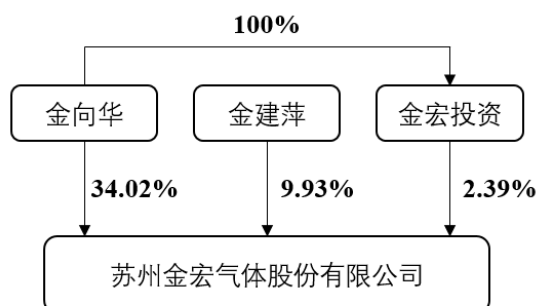 100%
金向华
金建萍
金宏投资
34.02%
9.93%
2.39%
苏州金宏气体股份有限公司